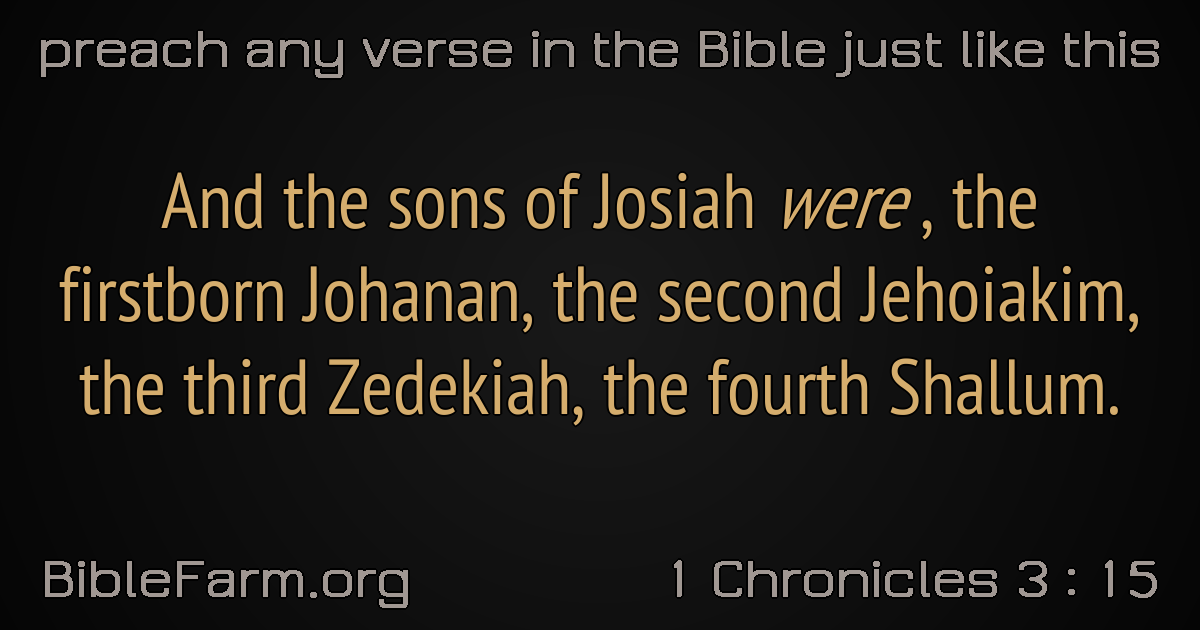 preach any verse in the Bible just like this
And the sons of Josiah were , the
firstborn Johanan, the second Jehoiakim,
the third Zedekiah, the fourth Shallum.
BibleFarm.org
1 Chronicles 3 : 15